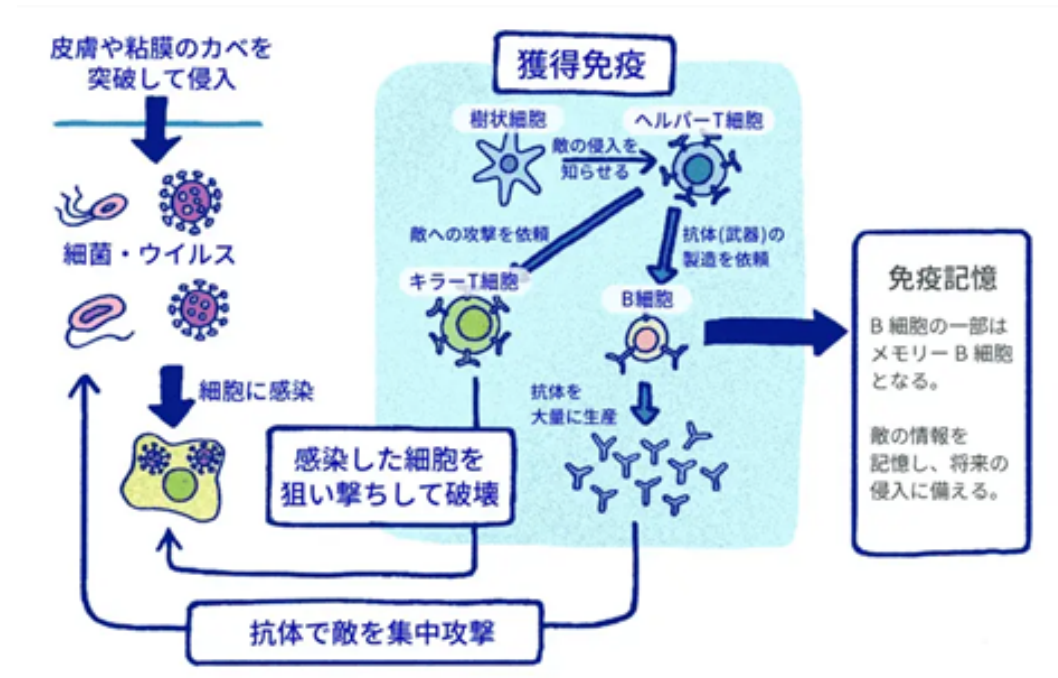 皮膚や粘膜のカベを
突破して侵入
細菌・ウイルス
細胞に感染
獲得免疫
樹状細胞
敵の侵入を
知らせる
ヘルパーT細胞
敵への攻撃を依頼
抗体(武器)の
製造を依頼
キラーT細胞
B細胞
抗体を
大量に生産
感染した細胞を
狙い撃ちして破壊
抗体で敵を集中攻撃
免疫記憶
B 細胞の一部は
メモリー B 細胞
となる。
敵の情報を
記憶し、将来の
侵入に備える。